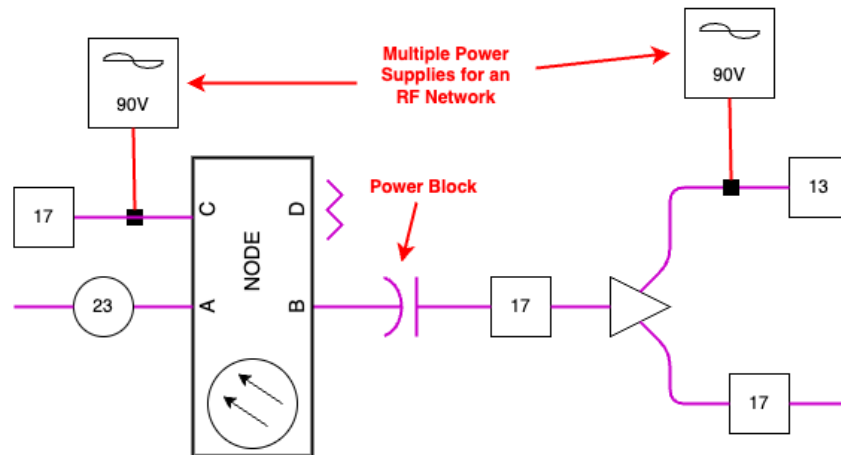 Multiple Power
Supplies for an
RF Network
90V
90V
17
C
D
Power Block
13
NODE
23
A
B
17
17